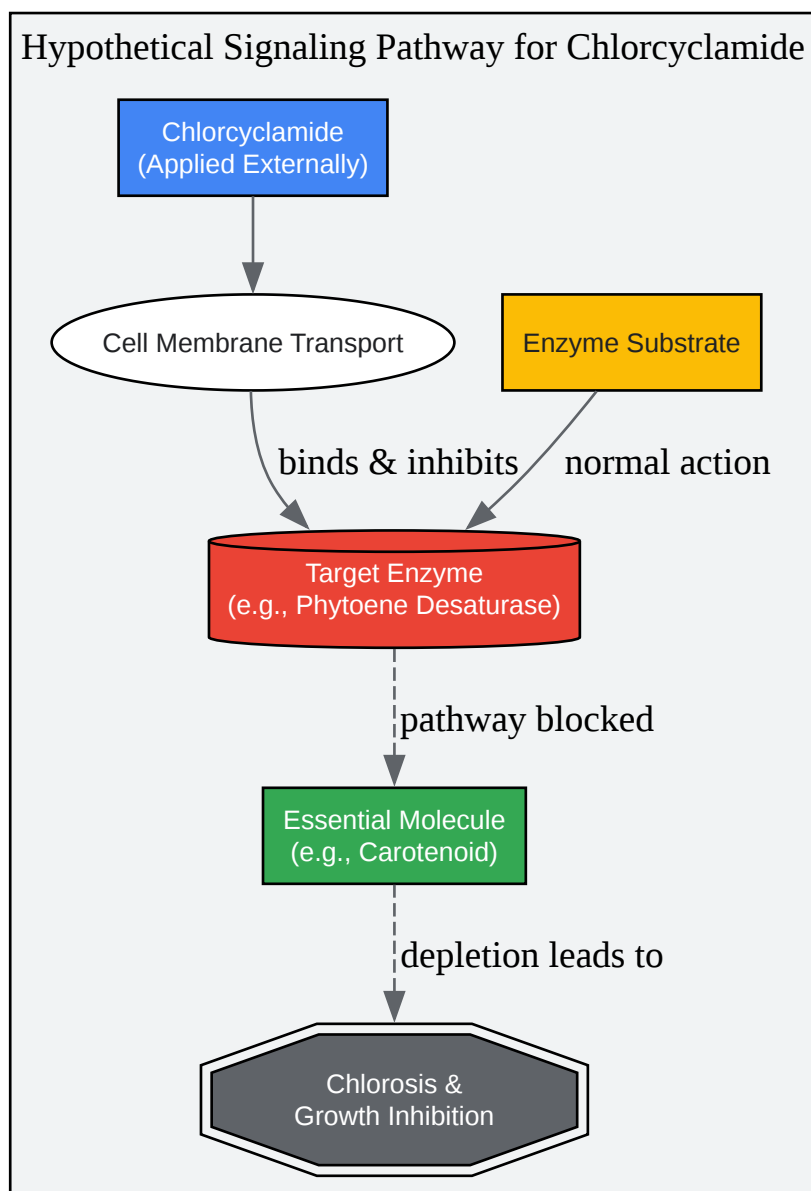 Hypothetical Signaling Pathway for Chlorcyclamide
Chlorcyclamide
(Applied Externally)
Cell Membrane Transport
Enzyme Substrate
binds & inhibits
normal action
Target Enzyme
(e.g., Phytoene Desaturase)
pathway blocked
Essential Molecule
(e.g., Carotenoid)
depletion leads to
Chlorosis &
Growth Inhibition